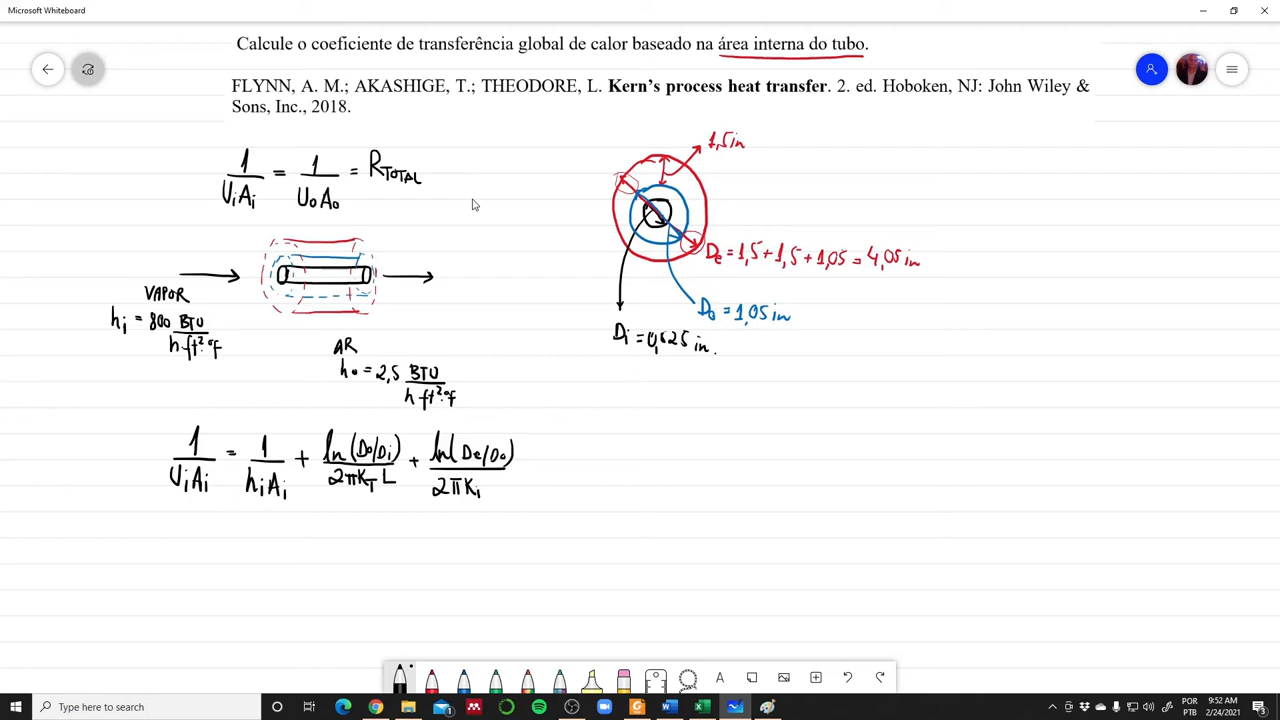 Microsoft Whiteboard
Calcule o coeficiente de transferência global de calor baseado na área interna do tubo.
FLYNN, A. M.; AKASHIGE, T.; THEODORE, L. Kern's process heat transfer. 2. ed. Hoboken, NJ: John Wiley &
Sons, Inc., 2018.
1/UiAi = 1/UoAo = RTOTAL
1,5 in
De = 1,5 + 1,5 + 1,05 = 4,05 in
Do = 1,05 in
Di = 0,825 in.
VAPOR
hi = 800 BTU/h ft².°F
AR
ho = 2,5 BTU/h ft².°F
1/UiAi = 1/hiAi + ln(Do/Di)/2πKT L + ln(De/Do)/2πKi
A
Type here to search
POR
PTB
9:52 AM
2/24/2021
3